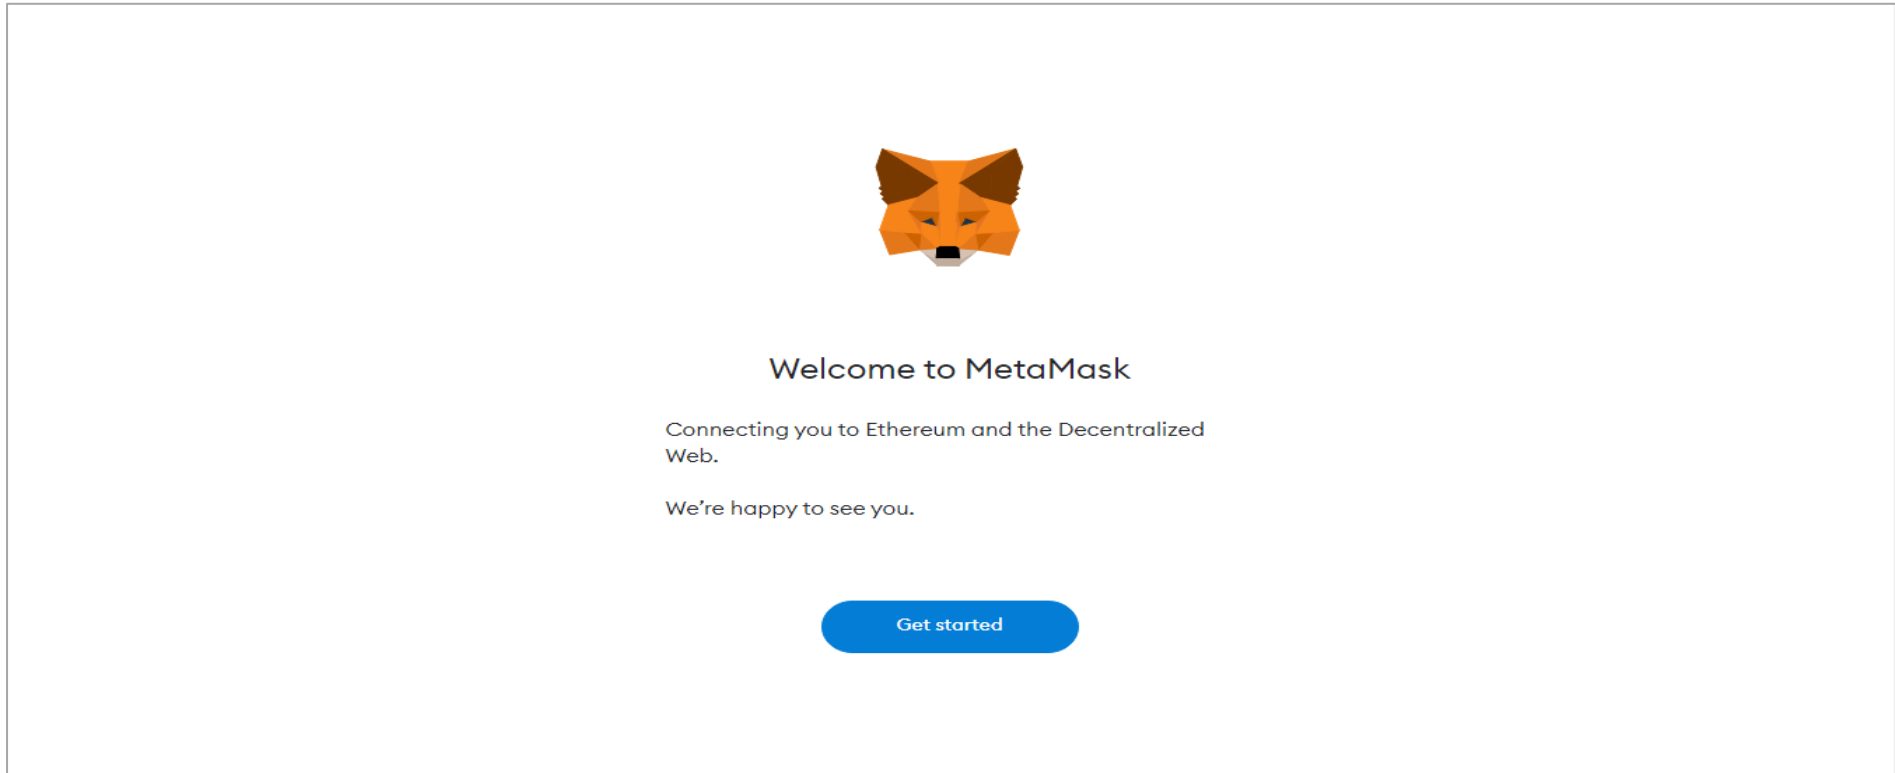 Welcome to MetaMask
Connecting you to Ethereum and the Decentralized
Web.
We’re happy to see you.
Get started